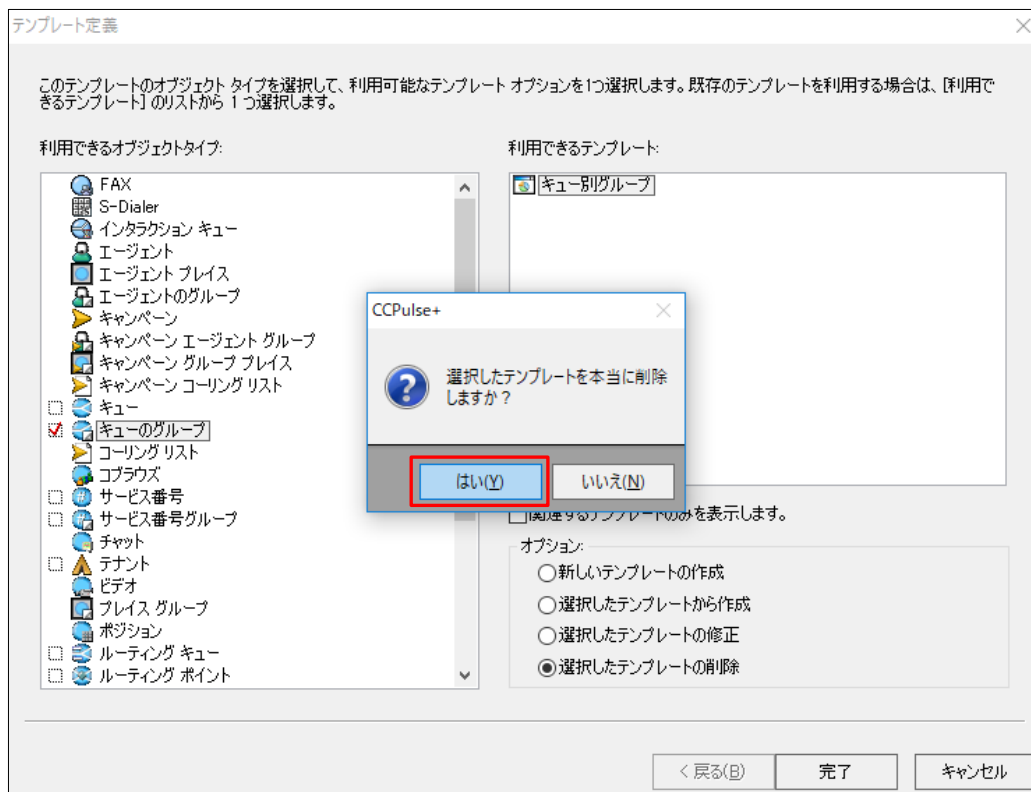 テンプレート定義
このテンプレートのオブジェクト タイプを選択して、利用可能なテンプレート オプションを1つ選択します。既存のテンプレートを利用する場合は、[利用で
きるテンプレート] のリストから 1 つ選択します。
利用できるオブジェクトタイプ:
FAX
S-Dialer
インタラクション キュー
エージェント
エージェント プレイス
エージェントのグループ
キャンペーン
キャンペーン エージェント グループ
キャンペーン グループ プレイス
キャンペーン コーリング リスト
キュー
キューのグループ
コーリング リスト
コブラウズ
サービス番号
サービス番号グループ
チャット
テナント
ビデオ
プレイス グループ
ポジション
ルーティング キュー
ルーティング ポイント
利用できるテンプレート:
キュー別グループ
CCPulse+
選択したテンプレートを本当に削除
しますか？
はい(Y)
いいえ(N)
関連するテンプレートのみを表示します。
オプション:
新しいテンプレートの作成
選択したテンプレートから作成
選択したテンプレートの修正
選択したテンプレートの削除
< 戻る(B)
完了
キャンセル